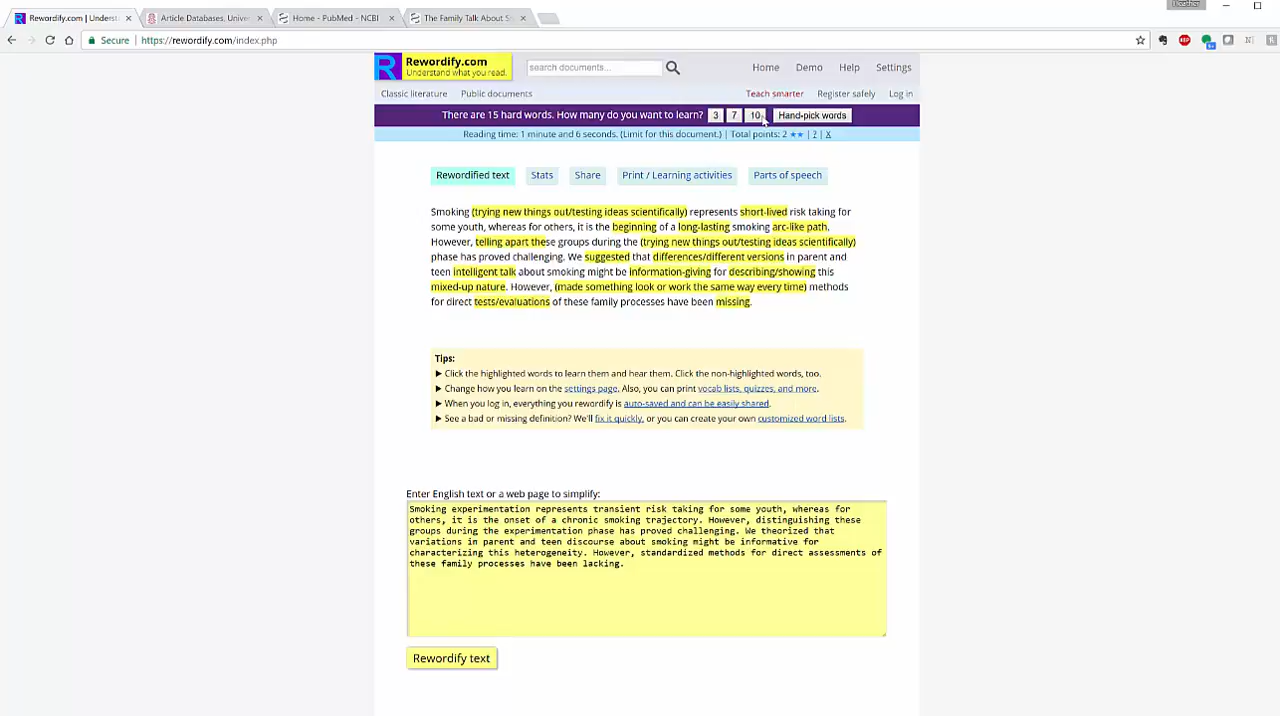 Heather
Rewordify.com | Underst
Article Databases, Univer
Home - PubMed - NCBI
The Family Talk About S
Secure | https://rewordify.com/index.php
Rewordify.com
Understand what you read.
search documents...
Home Demo Help Settings
Classic literature Public documents Teach smarter Register safely Log in
There are 15 hard words. How many do you want to learn? 3 7 10 Hand-pick words
Reading time: 1 minute and 6 seconds. (Limit for this document.) | Total points: 2 ★★ | ? | X
Rewordified text Stats Share Print / Learning activities Parts of speech
Smoking (trying new things out/testing ideas scientifically) represents short-lived risk taking for
some youth, whereas for others, it is the beginning of a long-lasting smoking arc-like path.
However, telling apart these groups during the (trying new things out/testing ideas scientifically)
phase has proved challenging. We suggested that differences/different versions in parent and
teen intelligent talk about smoking might be information-giving for describing/showing this
mixed-up nature. However, (made something look or work the same way every time) methods
for direct tests/evaluations of these family processes have been missing.
Tips:
► Click the highlighted words to learn them and hear them. Click the non-highlighted words, too.
► Change how you learn on the settings page. Also, you can print vocab lists, quizzes, and more.
► When you log in, everything you rewordify is auto-saved and can be easily shared.
► See a bad or missing definition? We'll fix it quickly, or you can create your own customized word lists.
Enter English text or a web page to simplify:
Smoking experimentation represents transient risk taking for some youth, whereas for
others, it is the onset of a chronic smoking trajectory. However, distinguishing these
groups during the experimentation phase has proved challenging. We theorized that
variations in parent and teen discourse about smoking might be informative for
characterizing this heterogeneity. However, standardized methods for direct assessments of
these family processes have been lacking.
Rewordify text